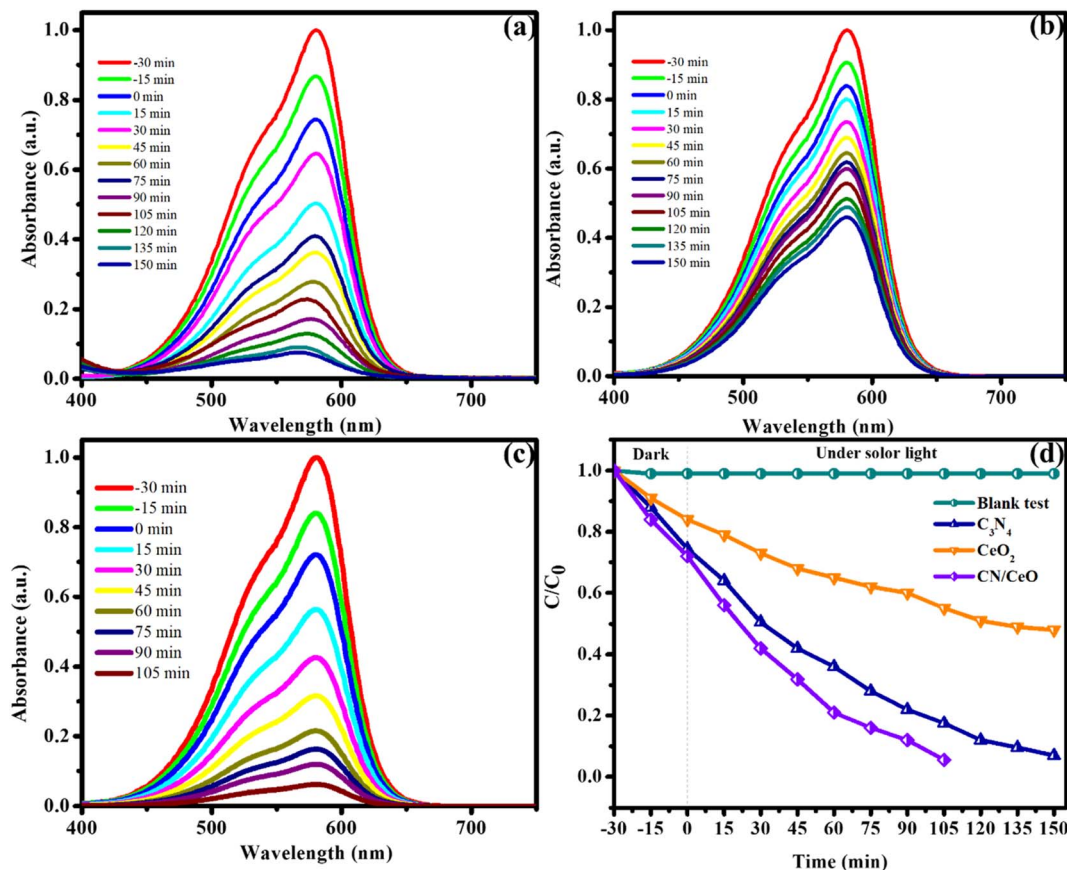 (a)
1.0
0.8
0.6
0.4
0.2
0.0
Absorbance (a.u.)
-30 min
-15 min
0 min
15 min
30 min
45 min
60 min
75 min
90 min
105 min
120 min
135 min
150 min
400
500
600
700
Wavelength (nm)
(b)
1.0
0.8
0.6
0.4
0.2
0.0
Absorbance (a.u.)
-30 min
-15 min
0 min
15 min
30 min
45 min
60 min
75 min
90 min
105 min
120 min
135 min
150 min
400
500
600
700
Wavelength (nm)
(c)
1.0
0.8
0.6
0.4
0.2
0.0
Absorbance (a.u.)
-30 min
-15 min
0 min
15 min
30 min
45 min
60 min
75 min
90 min
105 min
400
500
600
700
Wavelength (nm)
(d)
Dark
Under solor light
1.0
0.8
0.6
0.4
0.2
0.0
C/C0
Blank test
C3N4
CeO2
CN/CeO
-30 -15 0 15 30 45 60 75 90 105 120 135 150
Time (min)